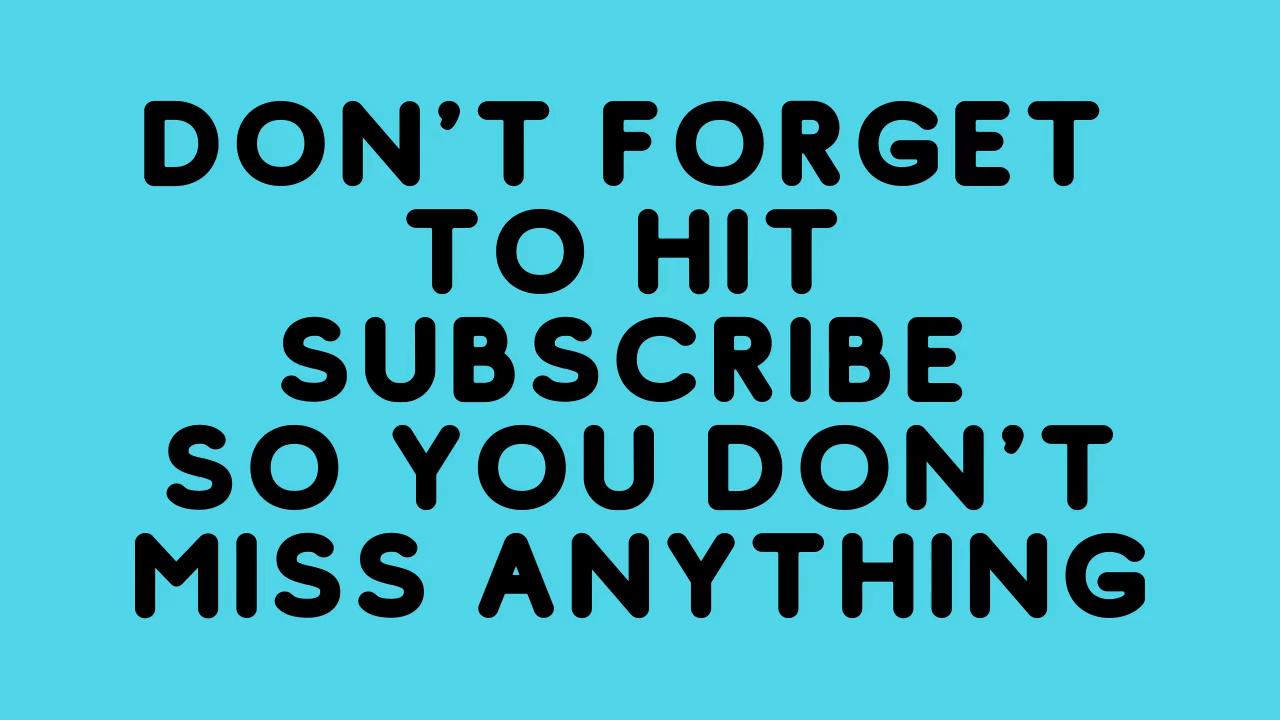 DON’T FORGET
TO HIT
SUBSCRIBE
SO YOU DON’T
MISS ANYTHING